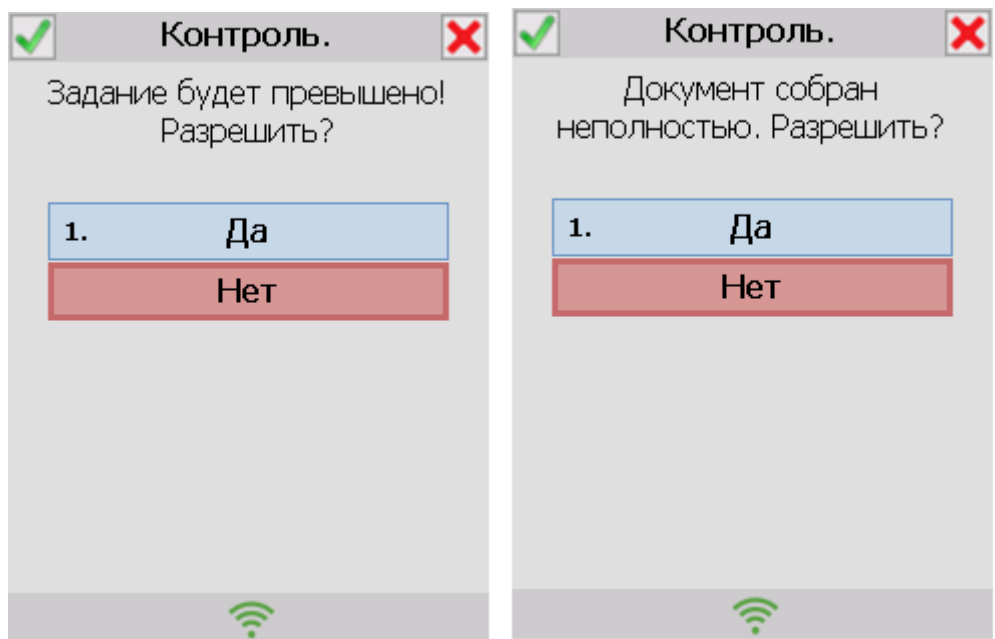 Контроль.
Задание будет превышено!
Разрешить?
1. Да
Нет
Контроль.
Документ собран
неполностью. Разрешить?
1. Да
Нет